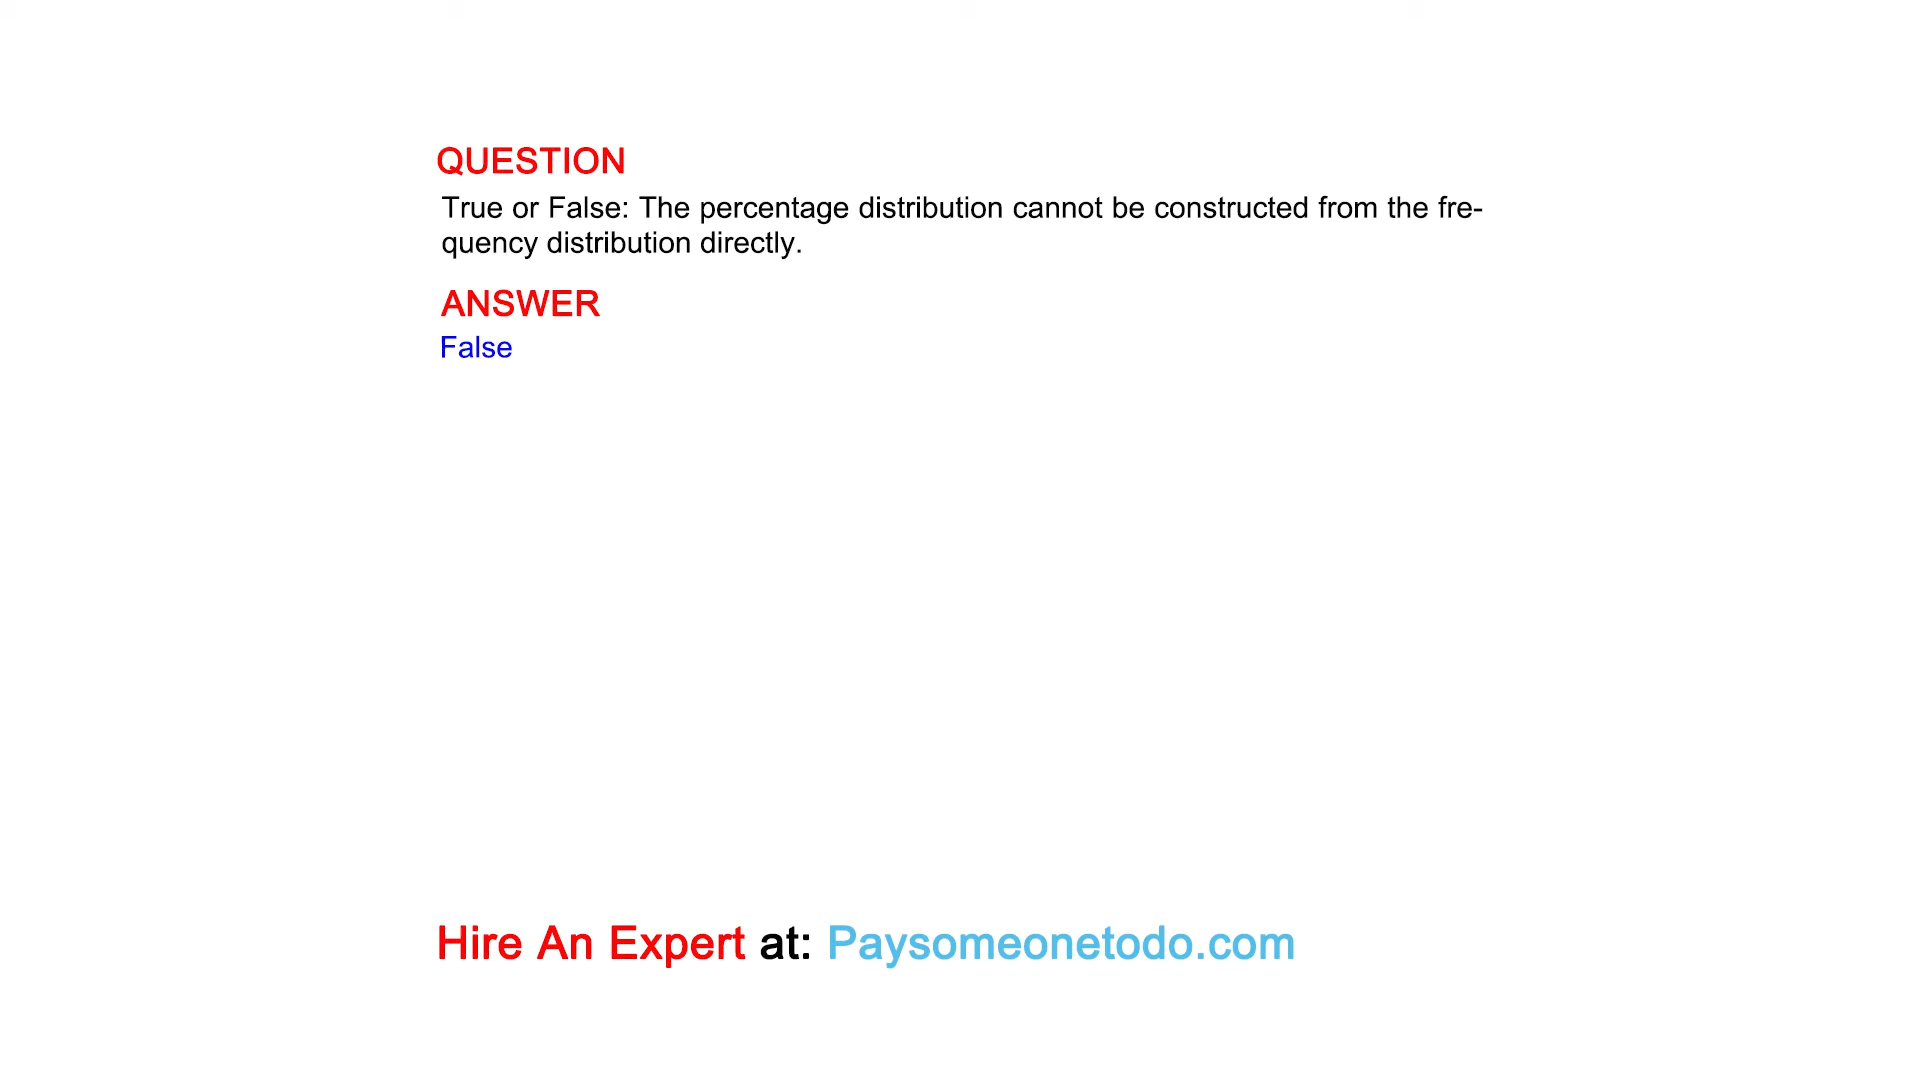 QUESTION
True or False: The percentage distribution cannot be constructed from the fre-
quency distribution directly.
ANSWER
False
Hire An Expert at: Paysomeonetodo.com